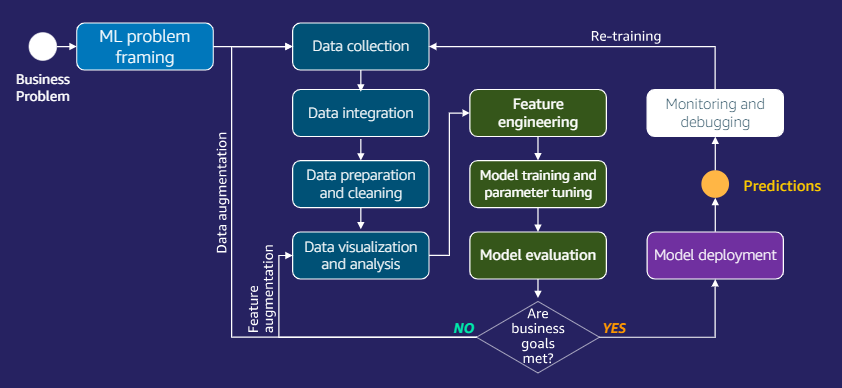 Business
Problem
ML problem
framing
Data collection
Re-training
Data integration
Data preparation
and cleaning
Data visualization
and analysis
Data augmentation
Feature
augmentation
Feature
engineering
Model training and
parameter tuning
Model evaluation
Are
business
goals
met?
NO
YES
Model deployment
Predictions
Monitoring and
debugging